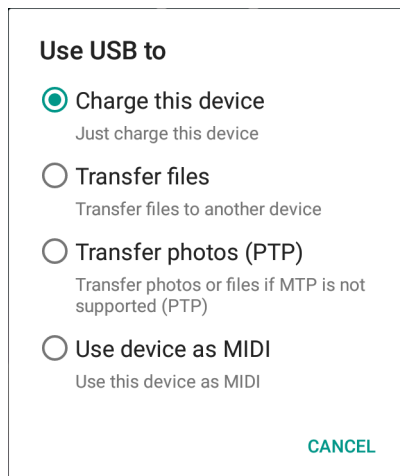 Use USB to
Charge this device
Just charge this device
Transfer files
Transfer files to another device
Transfer photos (PTP)
Transfer photos or files if MTP is not
supported (PTP)
Use device as MIDI
Use this device as MIDI
CANCEL